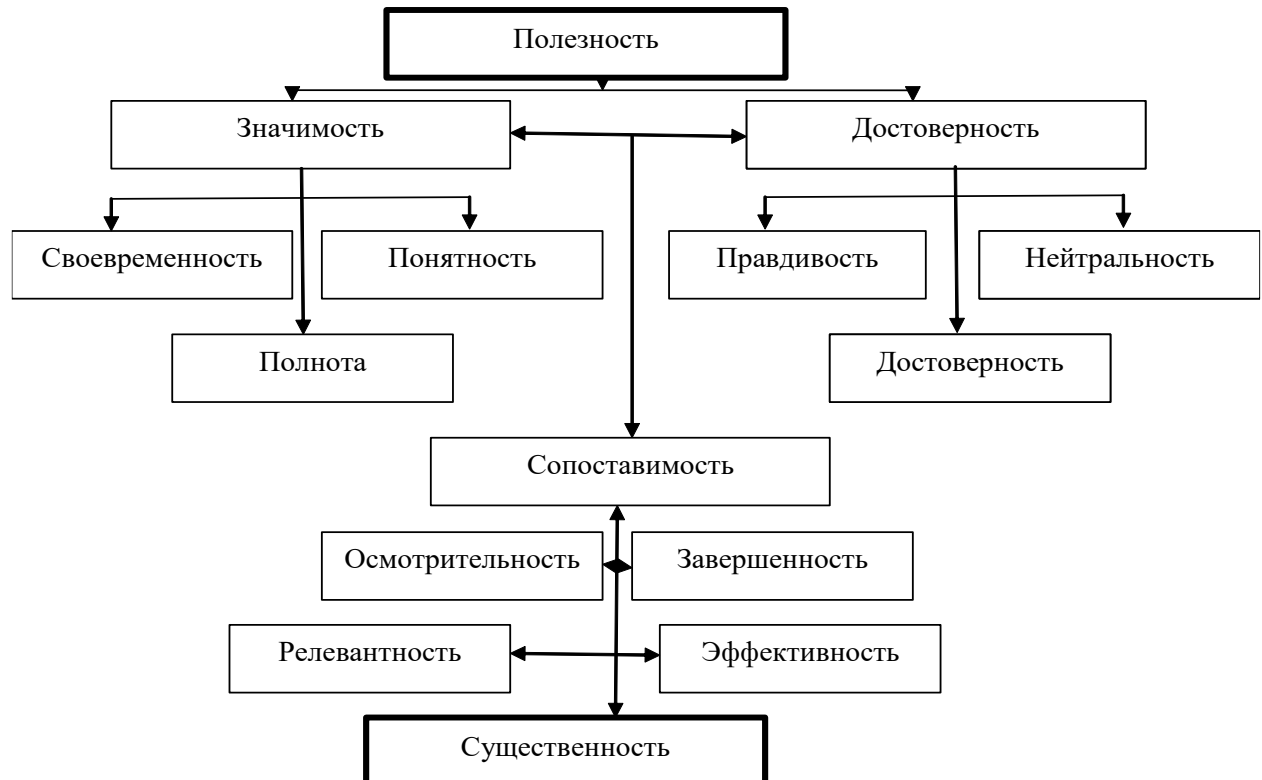 Полезность
Значимость
Достоверность
Своевременность
Понятность
Правдивость
Нейтральность
Полнота
Достоверность
Сопоставимость
Осмотрительность
Завершенность
Релевантность
Эффективность
Существенность